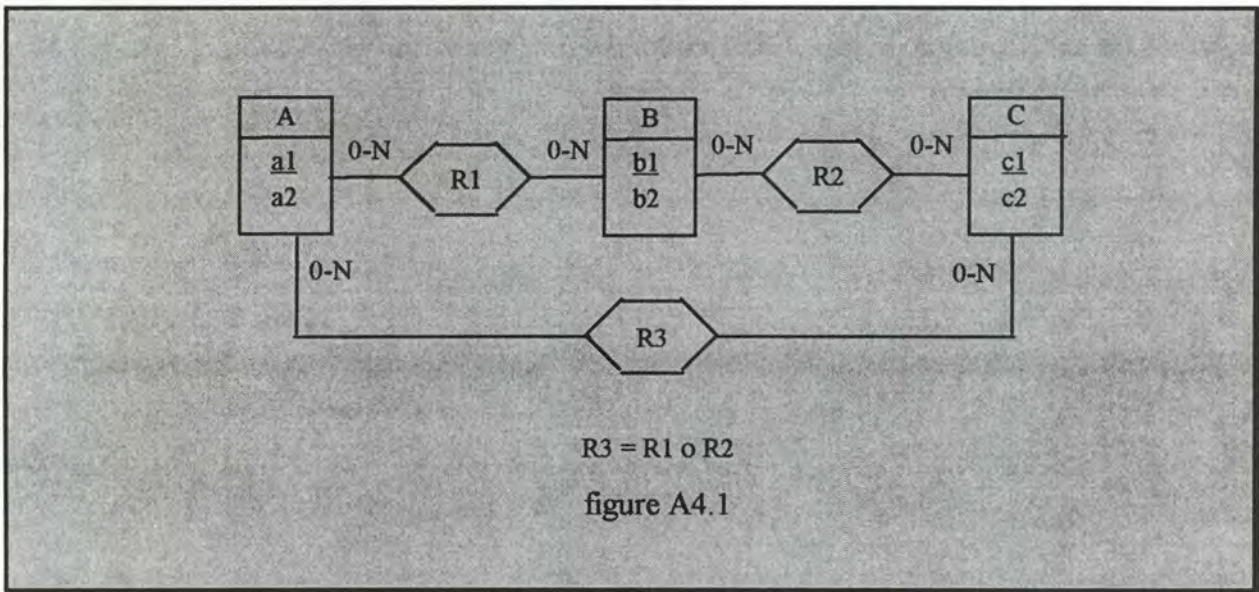 A B C
0-N 0-N 0-N 0-N
a1 b1 c1
R1 R2
a2 b2 c2
0-N 0-N
R3
R3 = R1 o R2
figure A4.1